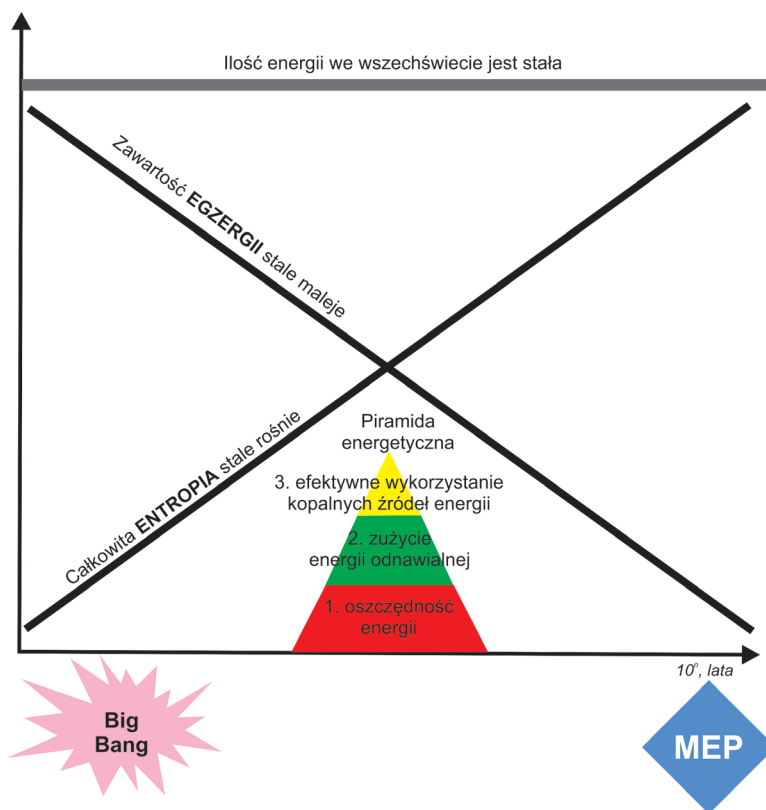 Ilość energii we wszechświecie jest stała
Zawartość EGZERGII stale maleje
Całkowita ENTROPIA stale rośnie
Piramida
energetyczna
3. efektywne wykorzystanie
kopalnych źródeł energii
2. zużycie
energii odnawialnej
1. oszczędność
energii
10ⁿ, lata
Big
Bang
MEP